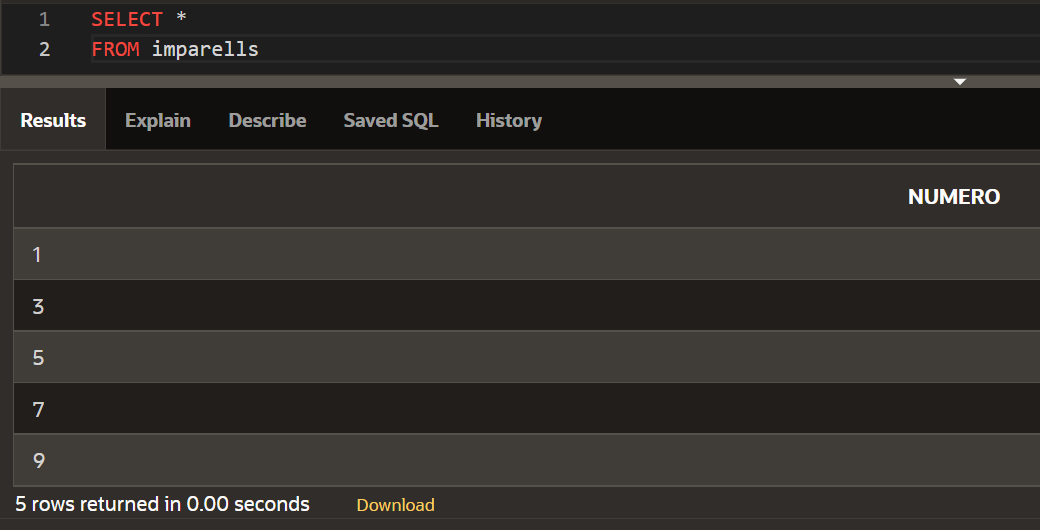 1 SELECT *
2 FROM imparells
Results Explain Describe Saved SQL History
NUMERO
1
3
5
7
9
5 rows returned in 0.00 seconds Download